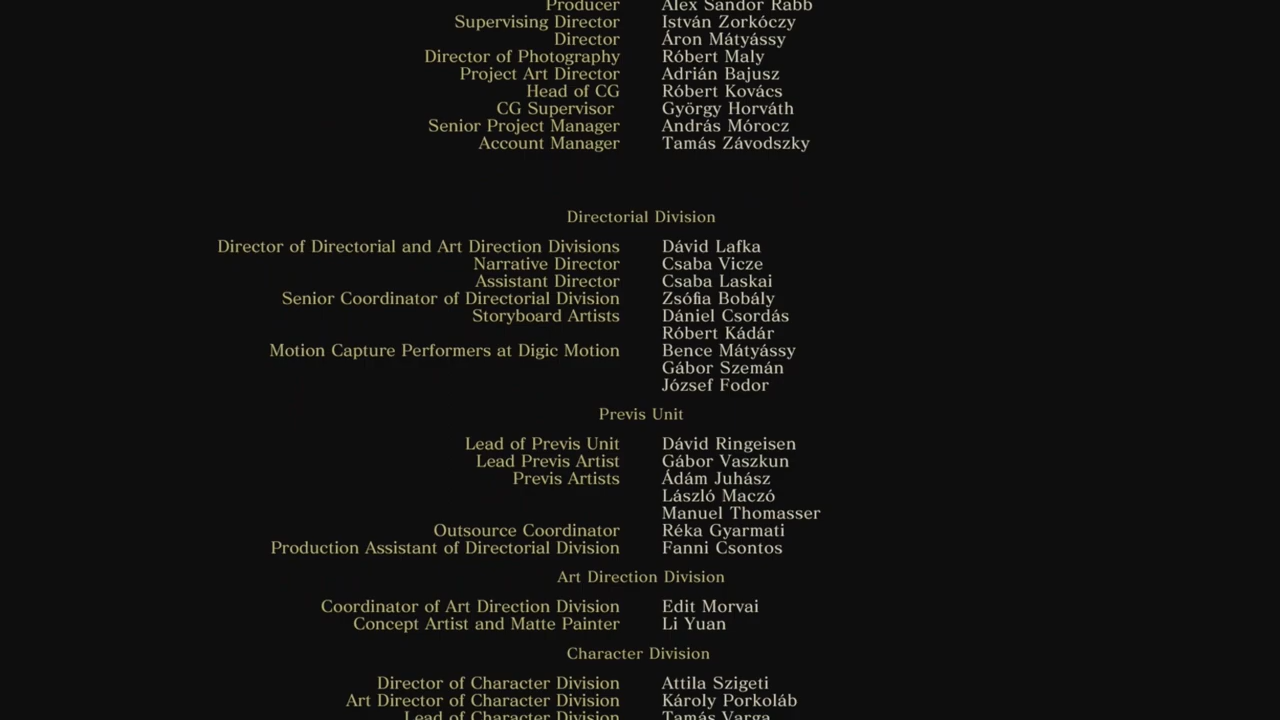 Producer Alex Sándor Rabb
Supervising Director István Zorkóczy
Director Áron Mátyássy
Director of Photography Róbert Maly
Project Art Director Adrián Bajusz
Head of CG Róbert Kovács
CG Supervisor György Horváth
Senior Project Manager András Mórocz
Account Manager Tamás Závodszky
Directorial Division
Director of Directorial and Art Direction Divisions Dávid Lafka
Narrative Director Csaba Vicze
Assistant Director Csaba Laskai
Senior Coordinator of Directorial Division Zsófia Bobály
Storyboard Artists Dániel Csordás
Róbert Kádár
Motion Capture Performers at Digic Motion Bence Mátyássy
Gábor Szemán
József Fodor
Previs Unit
Lead of Previs Unit Dávid Ringeisen
Lead Previs Artist Gábor Vaszkun
Previs Artists Ádám Juhász
László Maczó
Manuel Thomasser
Outsource Coordinator Réka Gyarmati
Production Assistant of Directorial Division Fanni Csontos
Art Direction Division
Coordinator of Art Direction Division Edit Morvai
Concept Artist and Matte Painter Li Yuan
Character Division
Director of Character Division Attila Szigeti
Art Director of Character Division Károly Porkoláb
Lead of Character Division Tamás Varga